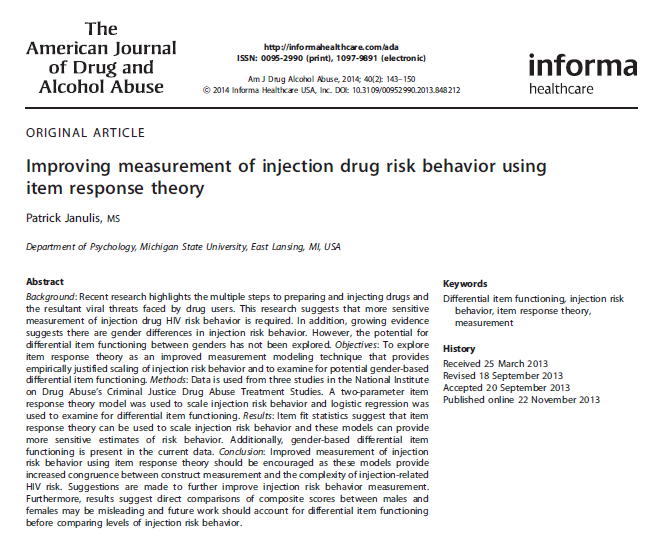 The
American Journal
of Drug and
Alcohol Abuse
http://informahealthcare.com/ada
ISSN: 0095-2990 (print), 1097-9891 (electronic)
Am J Drug Alcohol Abuse, 2014; 40(2): 143–150
© 2014 Informa Healthcare USA, Inc. DOI: 10.3109/00952990.2013.848212
informa
healthcare
ORIGINAL ARTICLE
Improving measurement of injection drug risk behavior using
item response theory
Patrick Janulis, MS
Department of Psychology, Michigan State University, East Lansing, MI, USA
Abstract
Background: Recent research highlights the multiple steps to preparing and injecting drugs and
the resultant viral threats faced by drug users. This research suggests that more sensitive
measurement of injection drug HIV risk behavior is required. In addition, growing evidence
suggests there are gender differences in injection risk behavior. However, the potential for
differential item functioning between genders has not been explored. Objectives: To explore
item response theory as an improved measurement modeling technique that provides
empirically justified scaling of injection risk behavior and to examine for potential gender-based
differential item functioning. Methods: Data is used from three studies in the National Institute
on Drug Abuse’s Criminal Justice Drug Abuse Treatment Studies. A two-parameter item
response theory model was used to scale injection risk behavior and logistic regression was
used to examine for differential item functioning. Results: Item fit statistics suggest that item
response theory can be used to scale injection risk behavior and these models can provide
more sensitive estimates of risk behavior. Additionally, gender-based differential item
functioning is present in the current data. Conclusion: Improved measurement of injection
risk behavior using item response theory should be encouraged as these models provide
increased congruence between construct measurement and the complexity of injection-related
HIV risk. Suggestions are made to further improve injection risk behavior measurement.
Furthermore, results suggest direct comparisons of composite scores between males and
females may be misleading and future work should account for differential item functioning
before comparing levels of injection risk behavior.
Keywords
Differential item functioning, injection risk
behavior, item response theory,
measurement
History
Received 25 March 2013
Revised 18 September 2013
Accepted 20 September 2013
Published online 22 November 2013